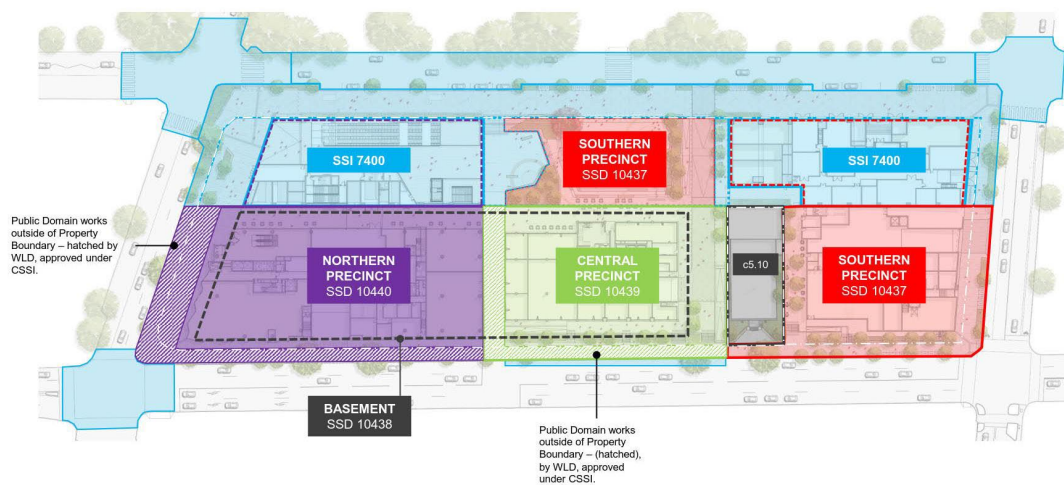 SSI 7400
SOUTHERN
PRECINCT
SSD 10437
SSI 7400
Public Domain works
outside of Property
Boundary – hatched by
WLD, approved under
CSSI.
NORTHERN
PRECINCT
SSD 10440
CENTRAL
PRECINCT
SSD 10439
c5.10
SOUTHERN
PRECINCT
SSD 10437
BASEMENT
SSD 10438
Public Domain works
outside of Property
Boundary – (hatched),
by WLD, approved
under CSSI.